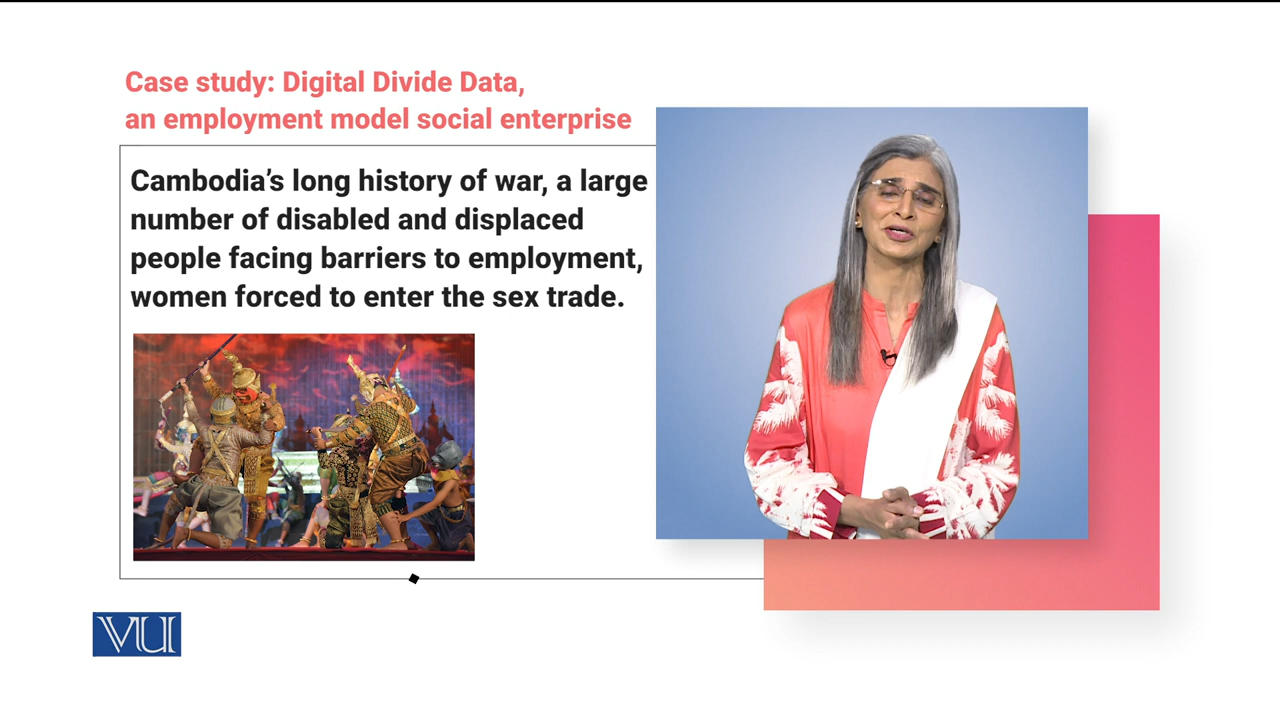 Case study: Digital Divide Data,
an employment model social enterprise
Cambodia’s long history of war, a large
number of disabled and displaced
people facing barriers to employment,
women forced to enter the sex trade.
VU